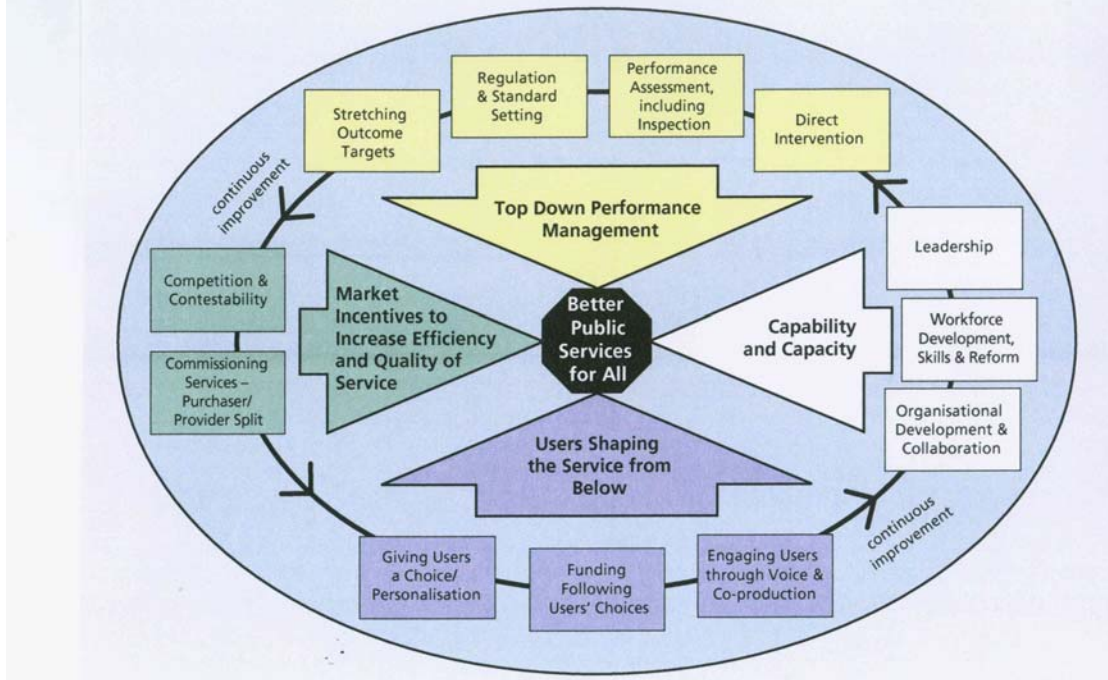 Regulation
& Standard
Setting
Performance
Assessment,
including
Inspection
Stretching
Outcome
Targets
Direct
Intervention
continuous
improvement
Top Down Performance
Management
Leadership
Competition &
Contestability
Market
Incentives to
Increase Efficiency
and Quality of
Service
Better
Public
Services
for All
Capability
and Capacity
Workforce
Development,
Skills & Reform
Commissioning
Services –
Purchaser/
Provider Split
Organisational
Development &
Collaboration
Users Shaping
the Service from
Below
continuous
improvement
Giving Users
a Choice/
Personalisation
Funding
Following
Users' Choices
Engaging Users
through Voice &
Co-production